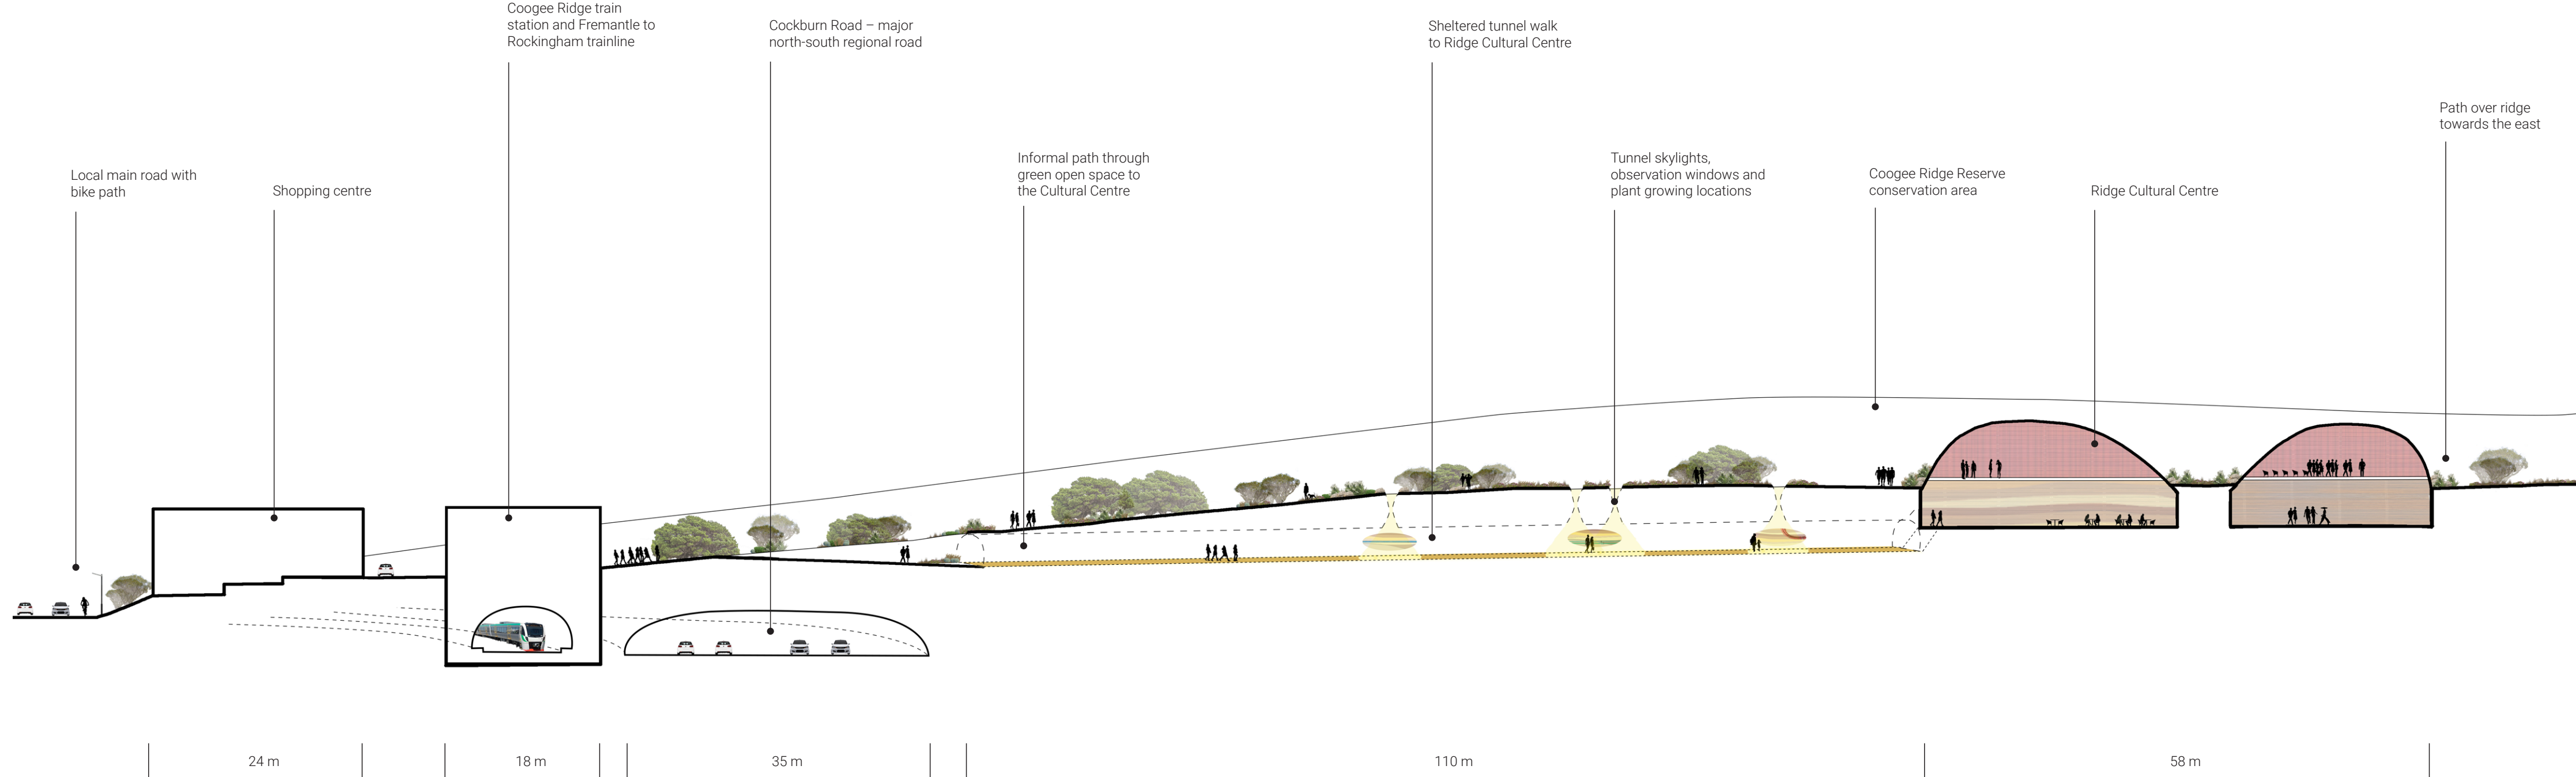 Coogee Ridge train
station and Fremantle to
Rockingham trainline
Cockburn Road – major
north-south regional road
Sheltered tunnel walk
to Ridge Cultural Centre
Path over ridge
towards the east
Informal path through
green open space to
the Cultural Centre
Tunnel skylights,
observation windows and
plant growing locations
Coogee Ridge Reserve
conservation area
Local main road with
bike path
Shopping centre
Ridge Cultural Centre
24 m
18 m
35 m
110 m
58 m